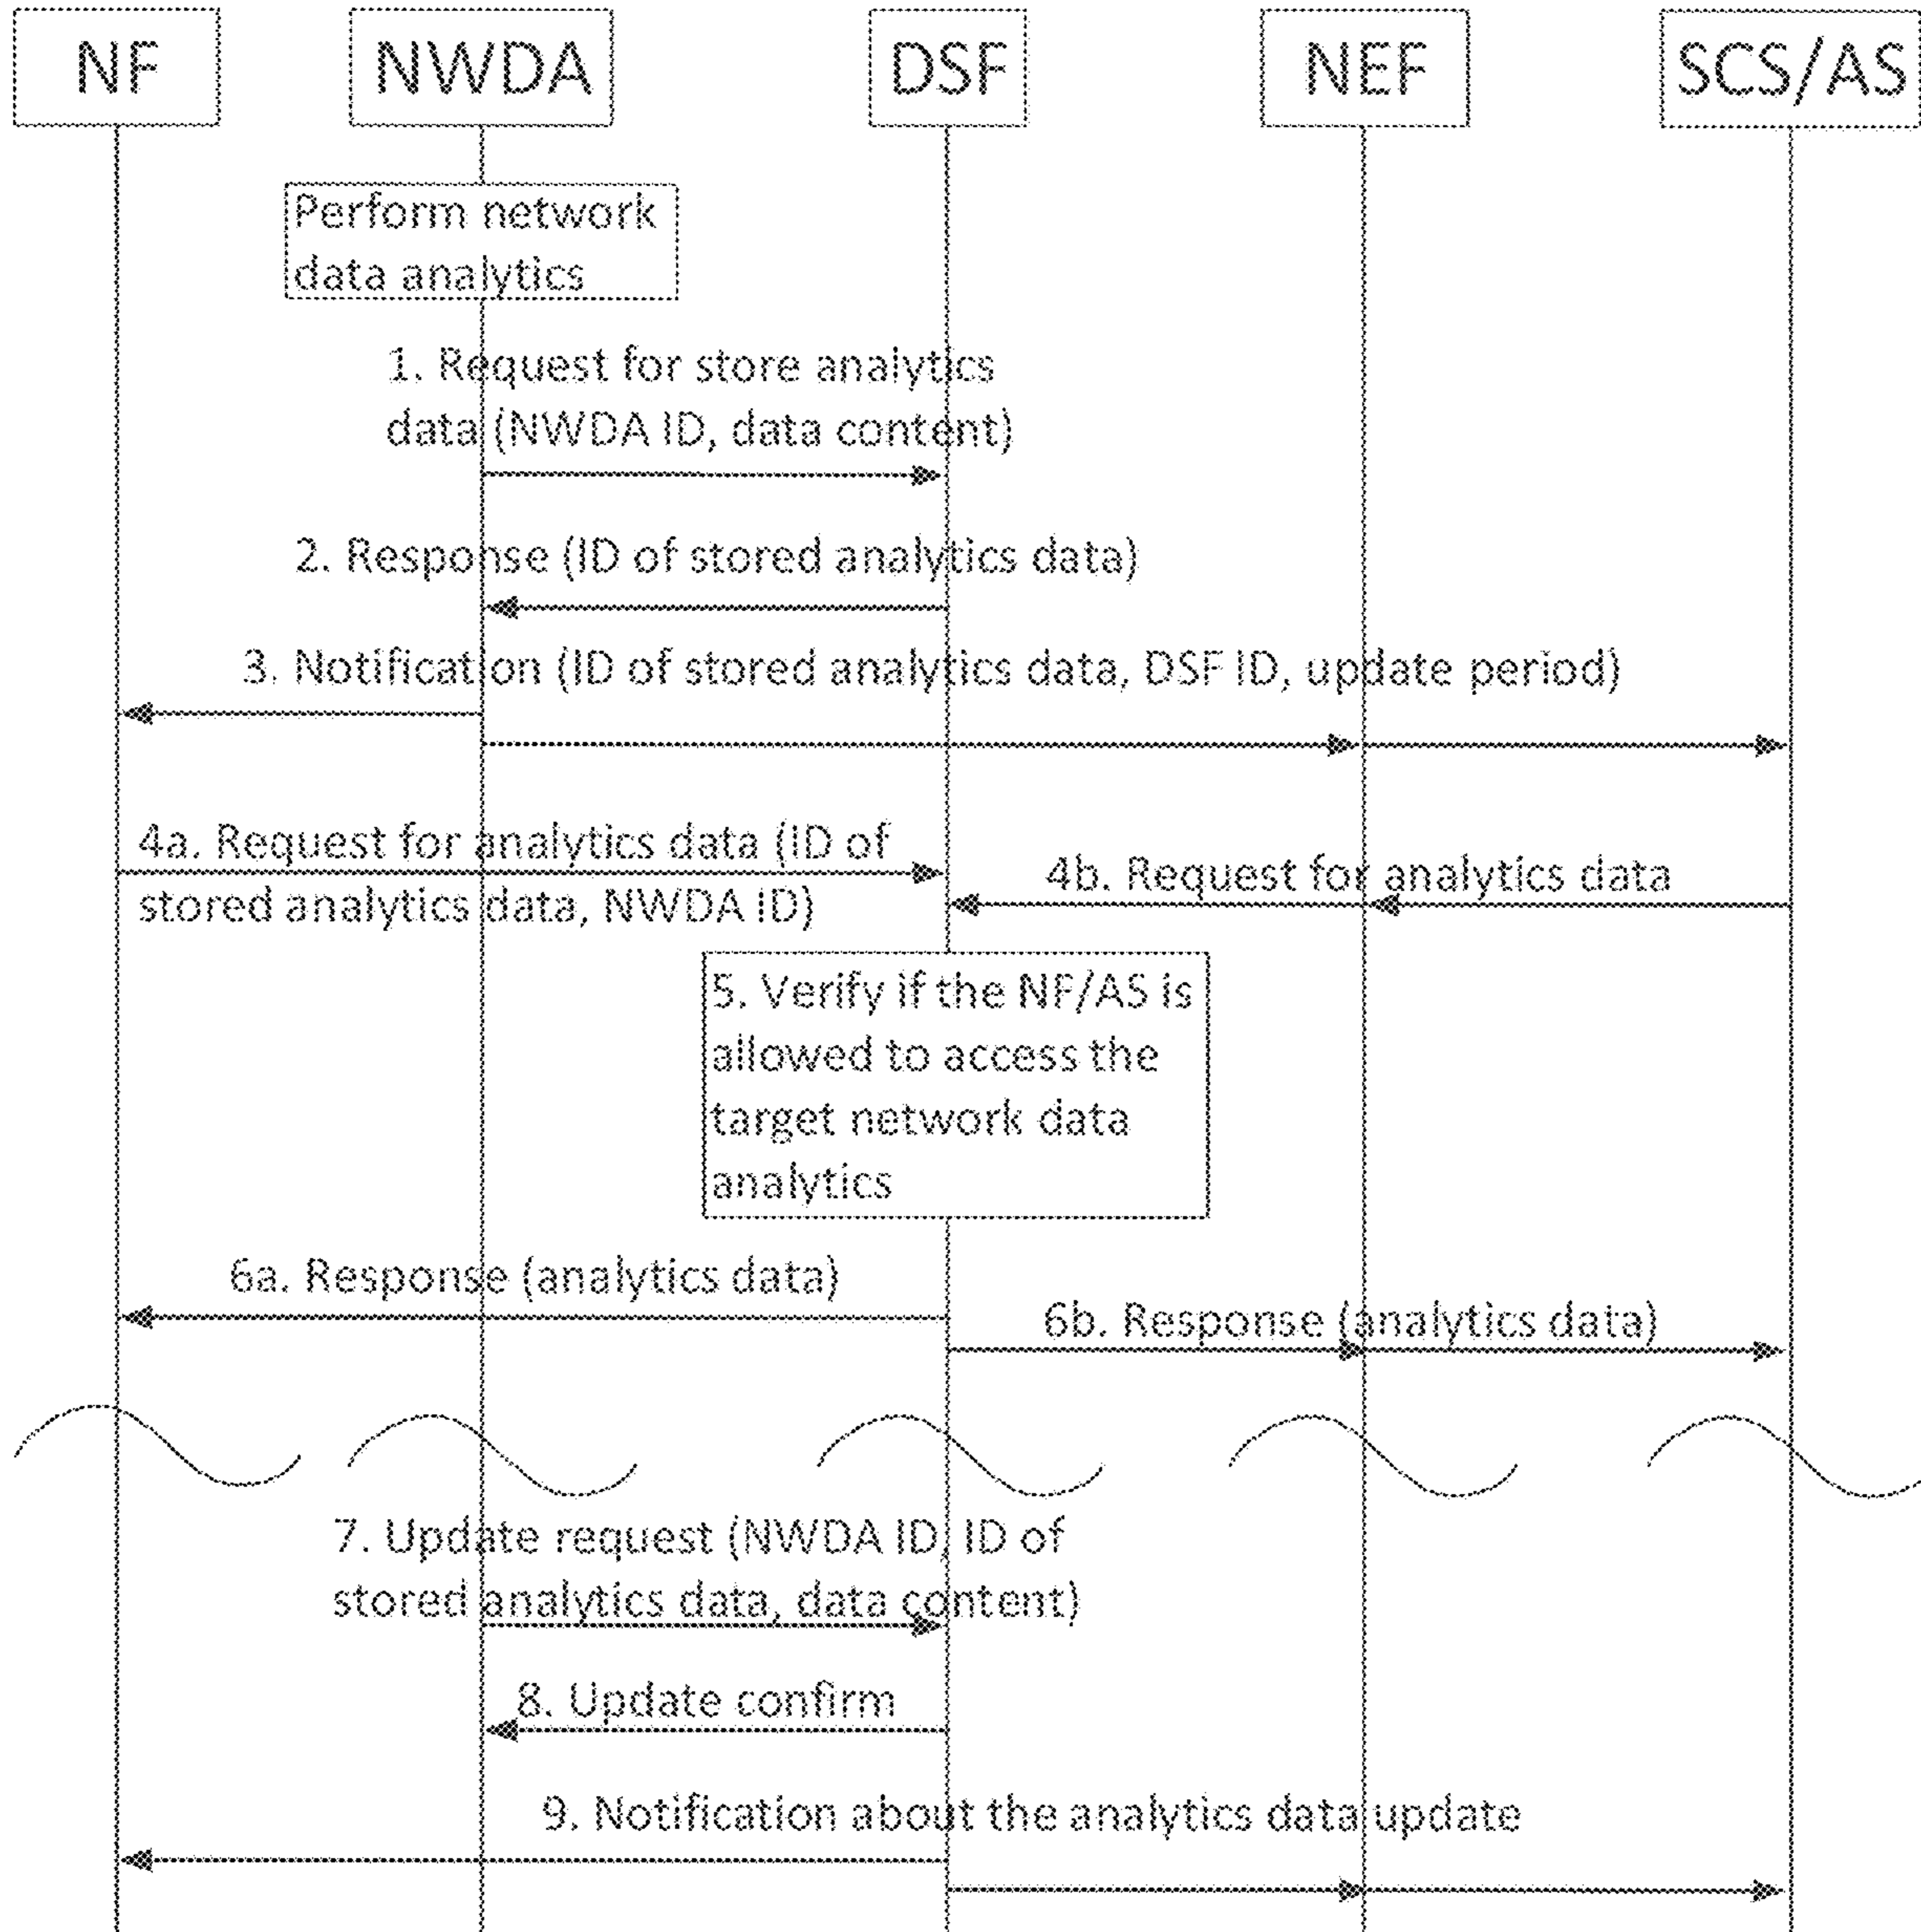 NF
NWDA
DSF
NEF
SCS/AS
Perform network
data analytics
1. Request for store analytics
data (NWDA ID, data content)
2. Response (ID of stored analytics data)
3. Notification (ID of stored analytics data, DSF ID, update period)
4a. Request for analytics data (ID of
stored analytics data, NWDA ID)
4b. Request for analytics data
5. Verify if the NF/AS is
allowed to access the
target network data
analytics
6a. Response (analytics data)
6b. Response (analytics data)
7. Update request (NWDA ID, ID of
stored analytics data, data content)
8. Update confirm
9. Notification about the analytics data update